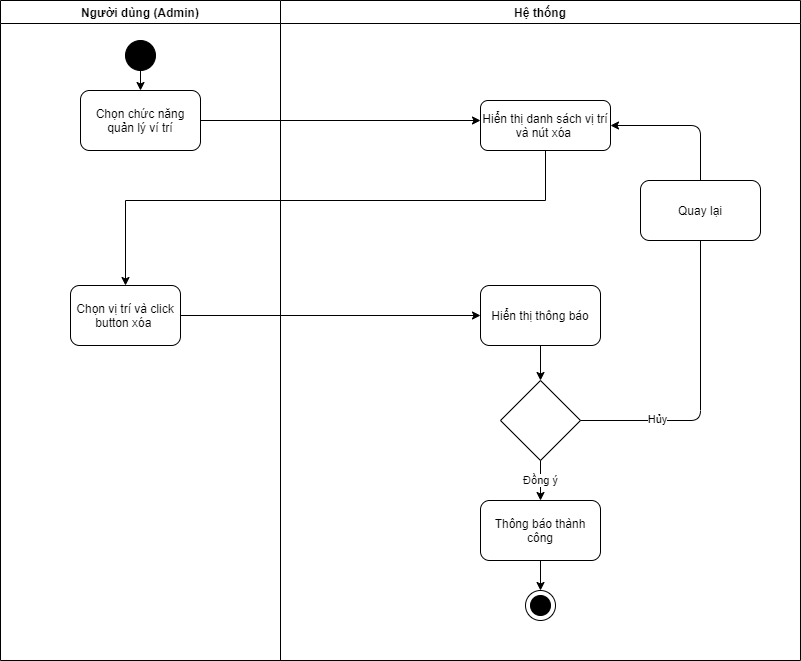 Người dùng (Admin)
Hệ thống
Chọn chức năng
quản lý ví trí
Hiển thị danh sách vị trí
và nút xóa
Quay lại
Chọn vị trí và click
button xóa
Hiển thị thông báo
Hủy
Đồng ý
Thông báo thành
công